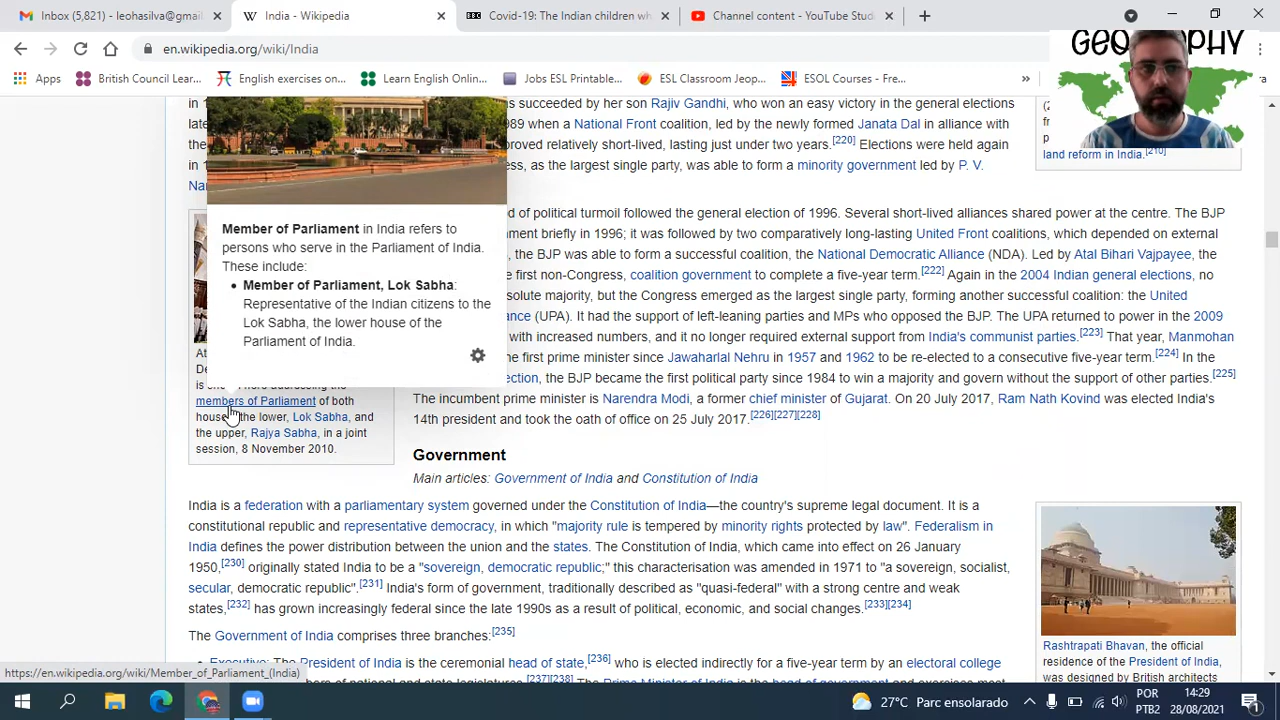 Inbox (5,821) - leohasilva@gmail
India - Wikipedia
Covid-19: The Indian children wh
Channel content - YouTube Stud
en.wikipedia.org/wiki/India
GEOGRAPHY
Apps
British Council Lear...
English exercises on...
Learn English Onlin...
Jobs ESL Printable...
ESL Classroom Jeop...
ESOL Courses - Fre...
s succeeded by her son Rajiv Gandhi, who won an easy victory in the general elections
989 when a National Front coalition, led by the newly formed Janata Dal in alliance with
roved relatively short-lived, lasting just under two years.[220] Elections were held again
ess, as the largest single party, was able to form a minority government led by P. V.
land reform in India.[210]
d of political turmoil followed the general election of 1996. Several short-lived alliances shared power at the centre. The BJP
ment briefly in 1996; it was followed by two comparatively long-lasting United Front coalitions, which depended on external
, the BJP was able to form a successful coalition, the National Democratic Alliance (NDA). Led by Atal Bihari Vajpayee, the
e first non-Congress, coalition government to complete a five-year term.[222] Again in the 2004 Indian general elections, no
solute majority, but the Congress emerged as the largest single party, forming another successful coalition: the United
nce (UPA). It had the support of left-leaning parties and MPs who opposed the BJP. The UPA returned to power in the 2009
with increased numbers, and it no longer required external support from India's communist parties.[223] That year, Manmohan
he first prime minister since Jawaharlal Nehru in 1957 and 1962 to be re-elected to a consecutive five-year term.[224] In the
ction, the BJP became the first political party since 1984 to win a majority and govern without the support of other parties.[225]
The incumbent prime minister is Narendra Modi, a former chief minister of Gujarat. On 20 July 2017, Ram Nath Kovind was elected India's
14th president and took the oath of office on 25 July 2017.[226][227][228]
Member of Parliament in India refers to
persons who serve in the Parliament of India.
These include:
• Member of Parliament, Lok Sabha:
Representative of the Indian citizens to the
Lok Sabha, the lower house of the
Parliament of India.
members of Parliament of both
house the lower, Lok Sabha, and
the upper, Rajya Sabha, in a joint
session, 8 November 2010.
Government
Main articles: Government of India and Constitution of India
India is a federation with a parliamentary system governed under the Constitution of India—the country's supreme legal document. It is a
constitutional republic and representative democracy, in which "majority rule is tempered by minority rights protected by law". Federalism in
India defines the power distribution between the union and the states. The Constitution of India, which came into effect on 26 January
1950,[230] originally stated India to be a "sovereign, democratic republic;" this characterisation was amended in 1971 to "a sovereign, socialist,
secular, democratic republic".[231] India's form of government, traditionally described as "quasi-federal" with a strong centre and weak
states,[232] has grown increasingly federal since the late 1990s as a result of political, economic, and social changes.[233][234]
The Government of India comprises three branches:[235]
• Executive: The President of India is the ceremonial head of state,[236] who is elected indirectly for a five-year term by an electoral college
Rashtrapati Bhavan, the official
residence of the President of India,
was designed by British architects
https://en.wikipedia.org/wiki/Member_of_Parliament_(India)
27°C Parc ensolarado
POR
PTB2
14:29
28/08/2021
1